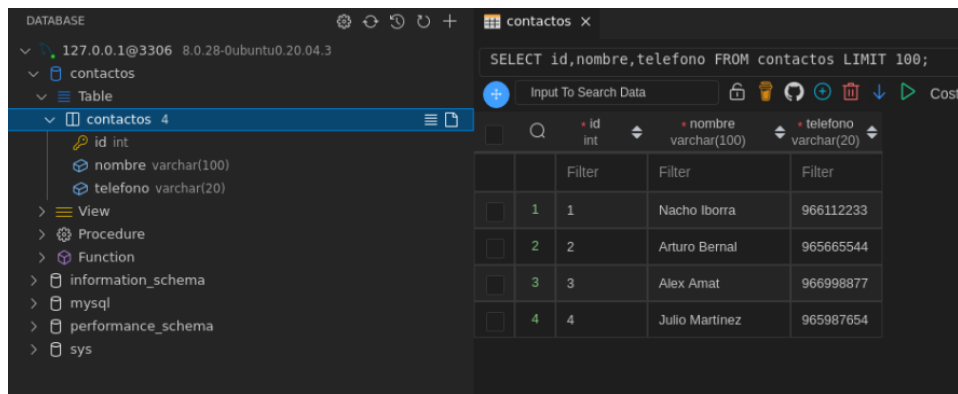 DATABASE
127.0.0.1@3306 8.0.28-0ubuntu0.20.04.3
contactos
Table
contactos 4
id int
nombre varchar(100)
telefono varchar(20)
View
Procedure
Function
information_schema
mysql
performance_schema
sys
contactos
SELECT id,nombre,telefono FROM contactos LIMIT 100;
Input To Search Data Cost
* id * nombre * telefono
int varchar(100) varchar(20)
Filter Filter Filter
1 1 Nacho Iborra 966112233
2 2 Arturo Bernal 965665544
3 3 Alex Amat 966998877
4 4 Julio Martínez 965987654